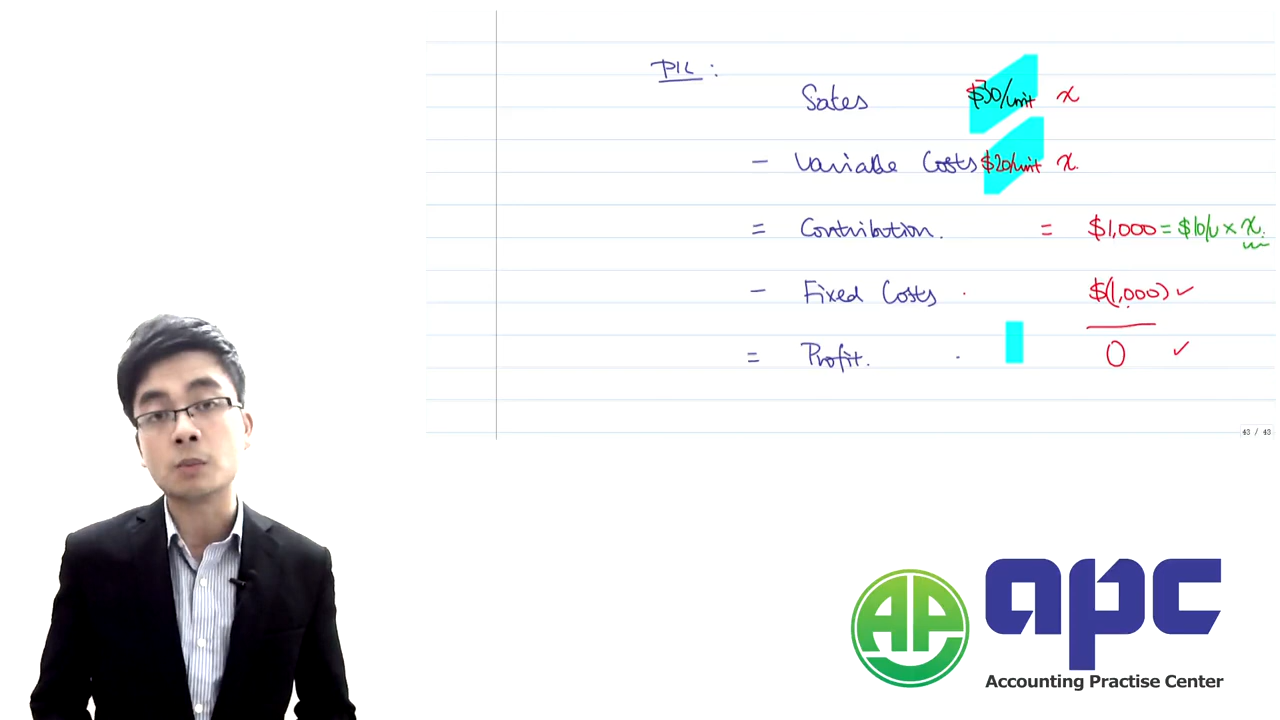 P/L :
Sales $30/unit x
- Variable Costs $20/unit x
= Contribution. = $1,000 = $10/u × x.
- Fixed Costs . $(1,000) ✓
= Profit. . 0 ✓
43 / 43
AP
apc
Accounting Practise Center